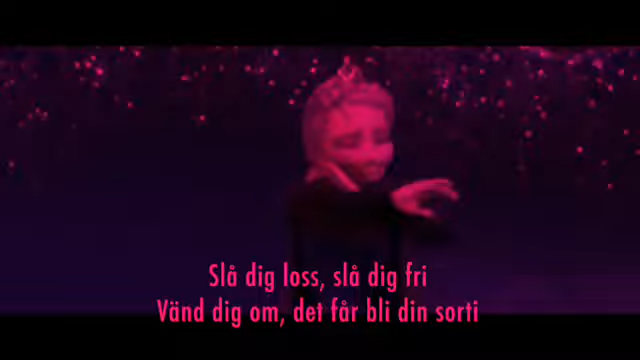 Slå dig loss, slå dig fri
Vänd dig om, det får bli din sorti